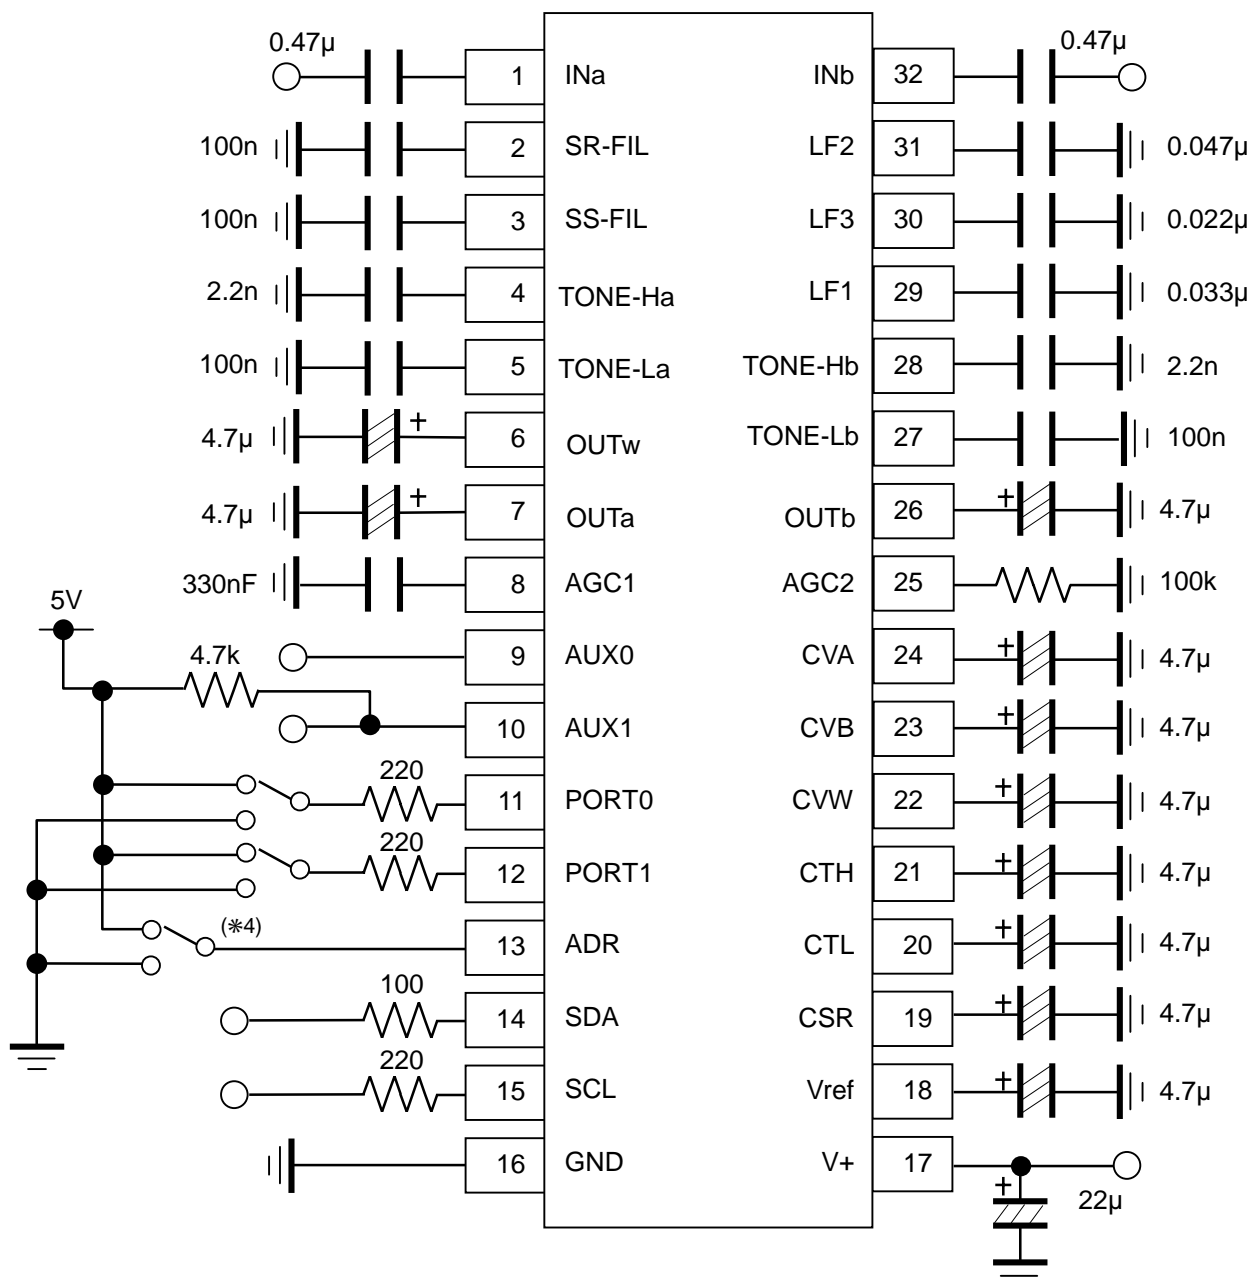 0.47µ 1 INa INb 32 0.47µ
100n 2 SR-FIL LF2 31 0.047µ
100n 3 SS-FIL LF3 30 0.022µ
2.2n 4 TONE-Ha LF1 29 0.033µ
100n 5 TONE-La TONE-Hb 28 2.2n
4.7µ + 6 OUTw TONE-Lb 27 100n
4.7µ + 7 OUTa OUTb 26 + 4.7µ
330nF 8 AGC1 AGC2 25 100k
5V
4.7k 9 AUX0 CVA 24 + 4.7µ
10 AUX1 CVB 23 + 4.7µ
220 11 PORT0 CVW 22 + 4.7µ
220 12 PORT1 CTH 21 + 4.7µ
(※4) 13 ADR CTL 20 + 4.7µ
100 14 SDA CSR 19 + 4.7µ
220 15 SCL Vref 18 + 4.7µ
16 GND V+ 17
+ 22µ